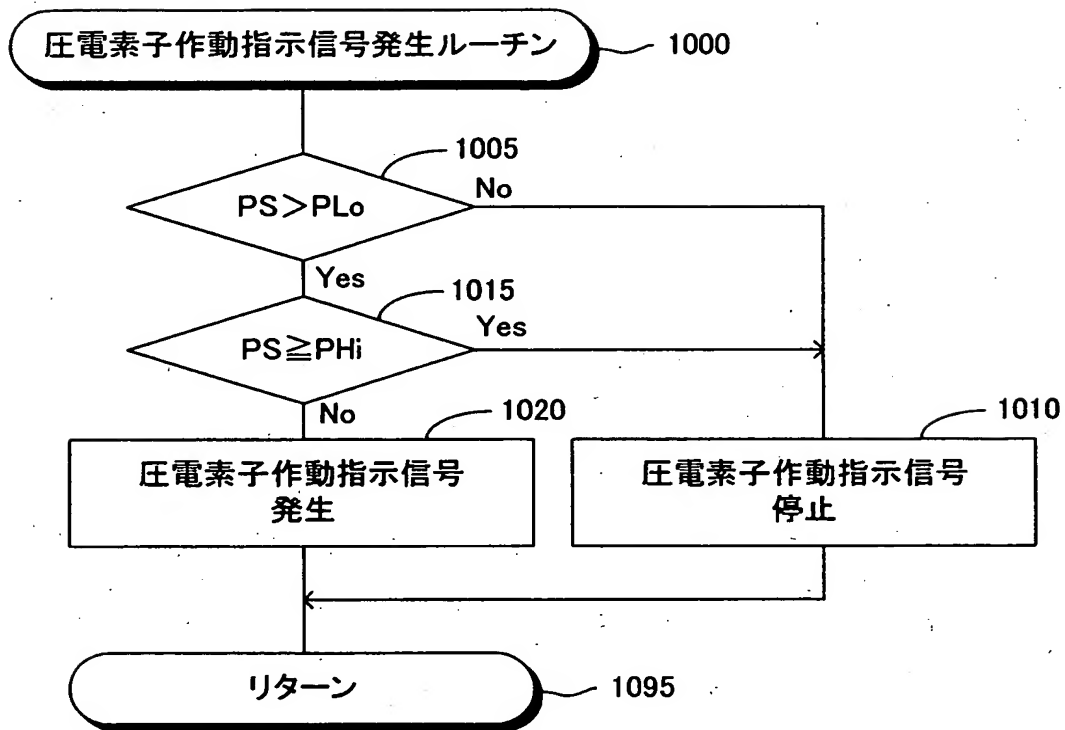 圧電素子作動指示信号発生ルーチン
1000
1005
PS>PLo
No
Yes
1015
PS≧PHi
Yes
No
1020
圧電素子作動指示信号
発生
1010
圧電素子作動指示信号
停止
リターン
1095